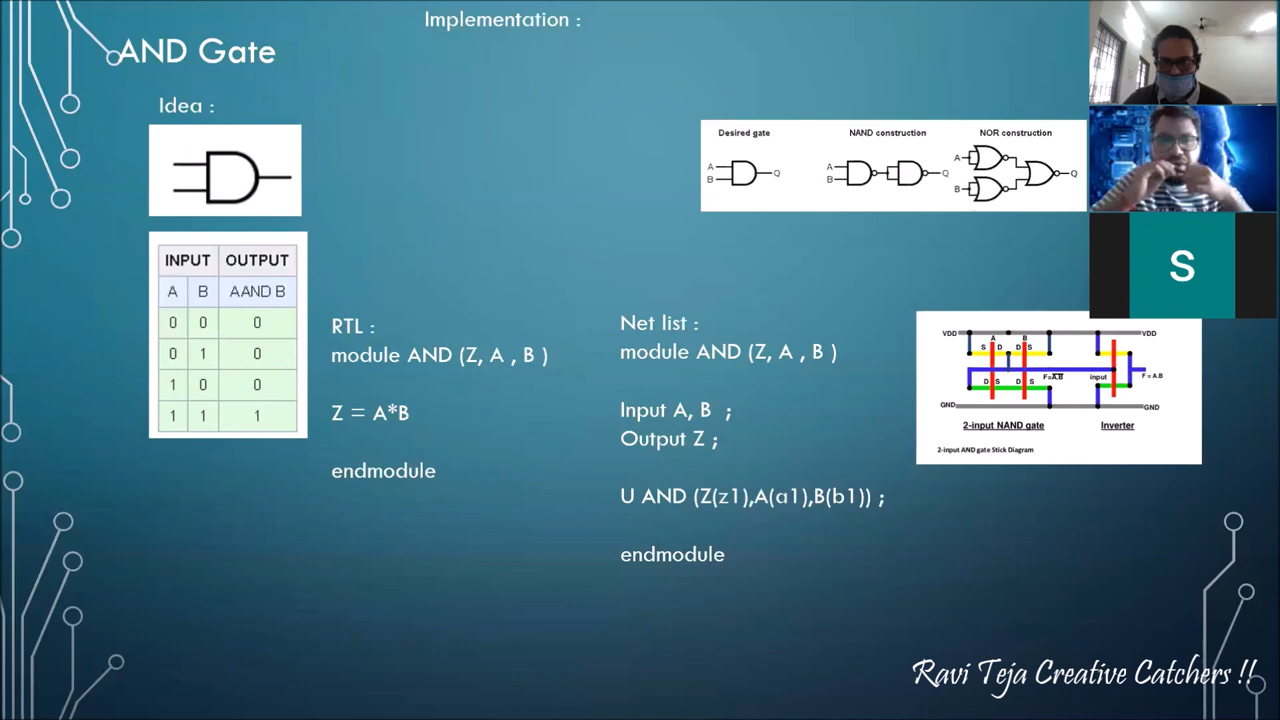 Implementation :
AND Gate
Idea :
Desired gate
NAND construction
NOR construction
A
B
Q
A
B
Q
A
B
Q
S
INPUT OUTPUT
A B A AND B
0 0 0
0 1 0
1 0 0
1 1 1
RTL :
module AND (Z, A , B )
Z = A*B
endmodule
Net list :
module AND (Z, A , B )
Input A, B ;
Output Z ;
U AND (Z(z1),A(a1),B(b1)) ;
endmodule
VDD VDD
A B
S D D S
F=A.B input F = A.B
D S D S
GND GND
2-input NAND gate Inverter
2-input AND gate Stick Diagram
Ravi Teja Creative Catchers !!